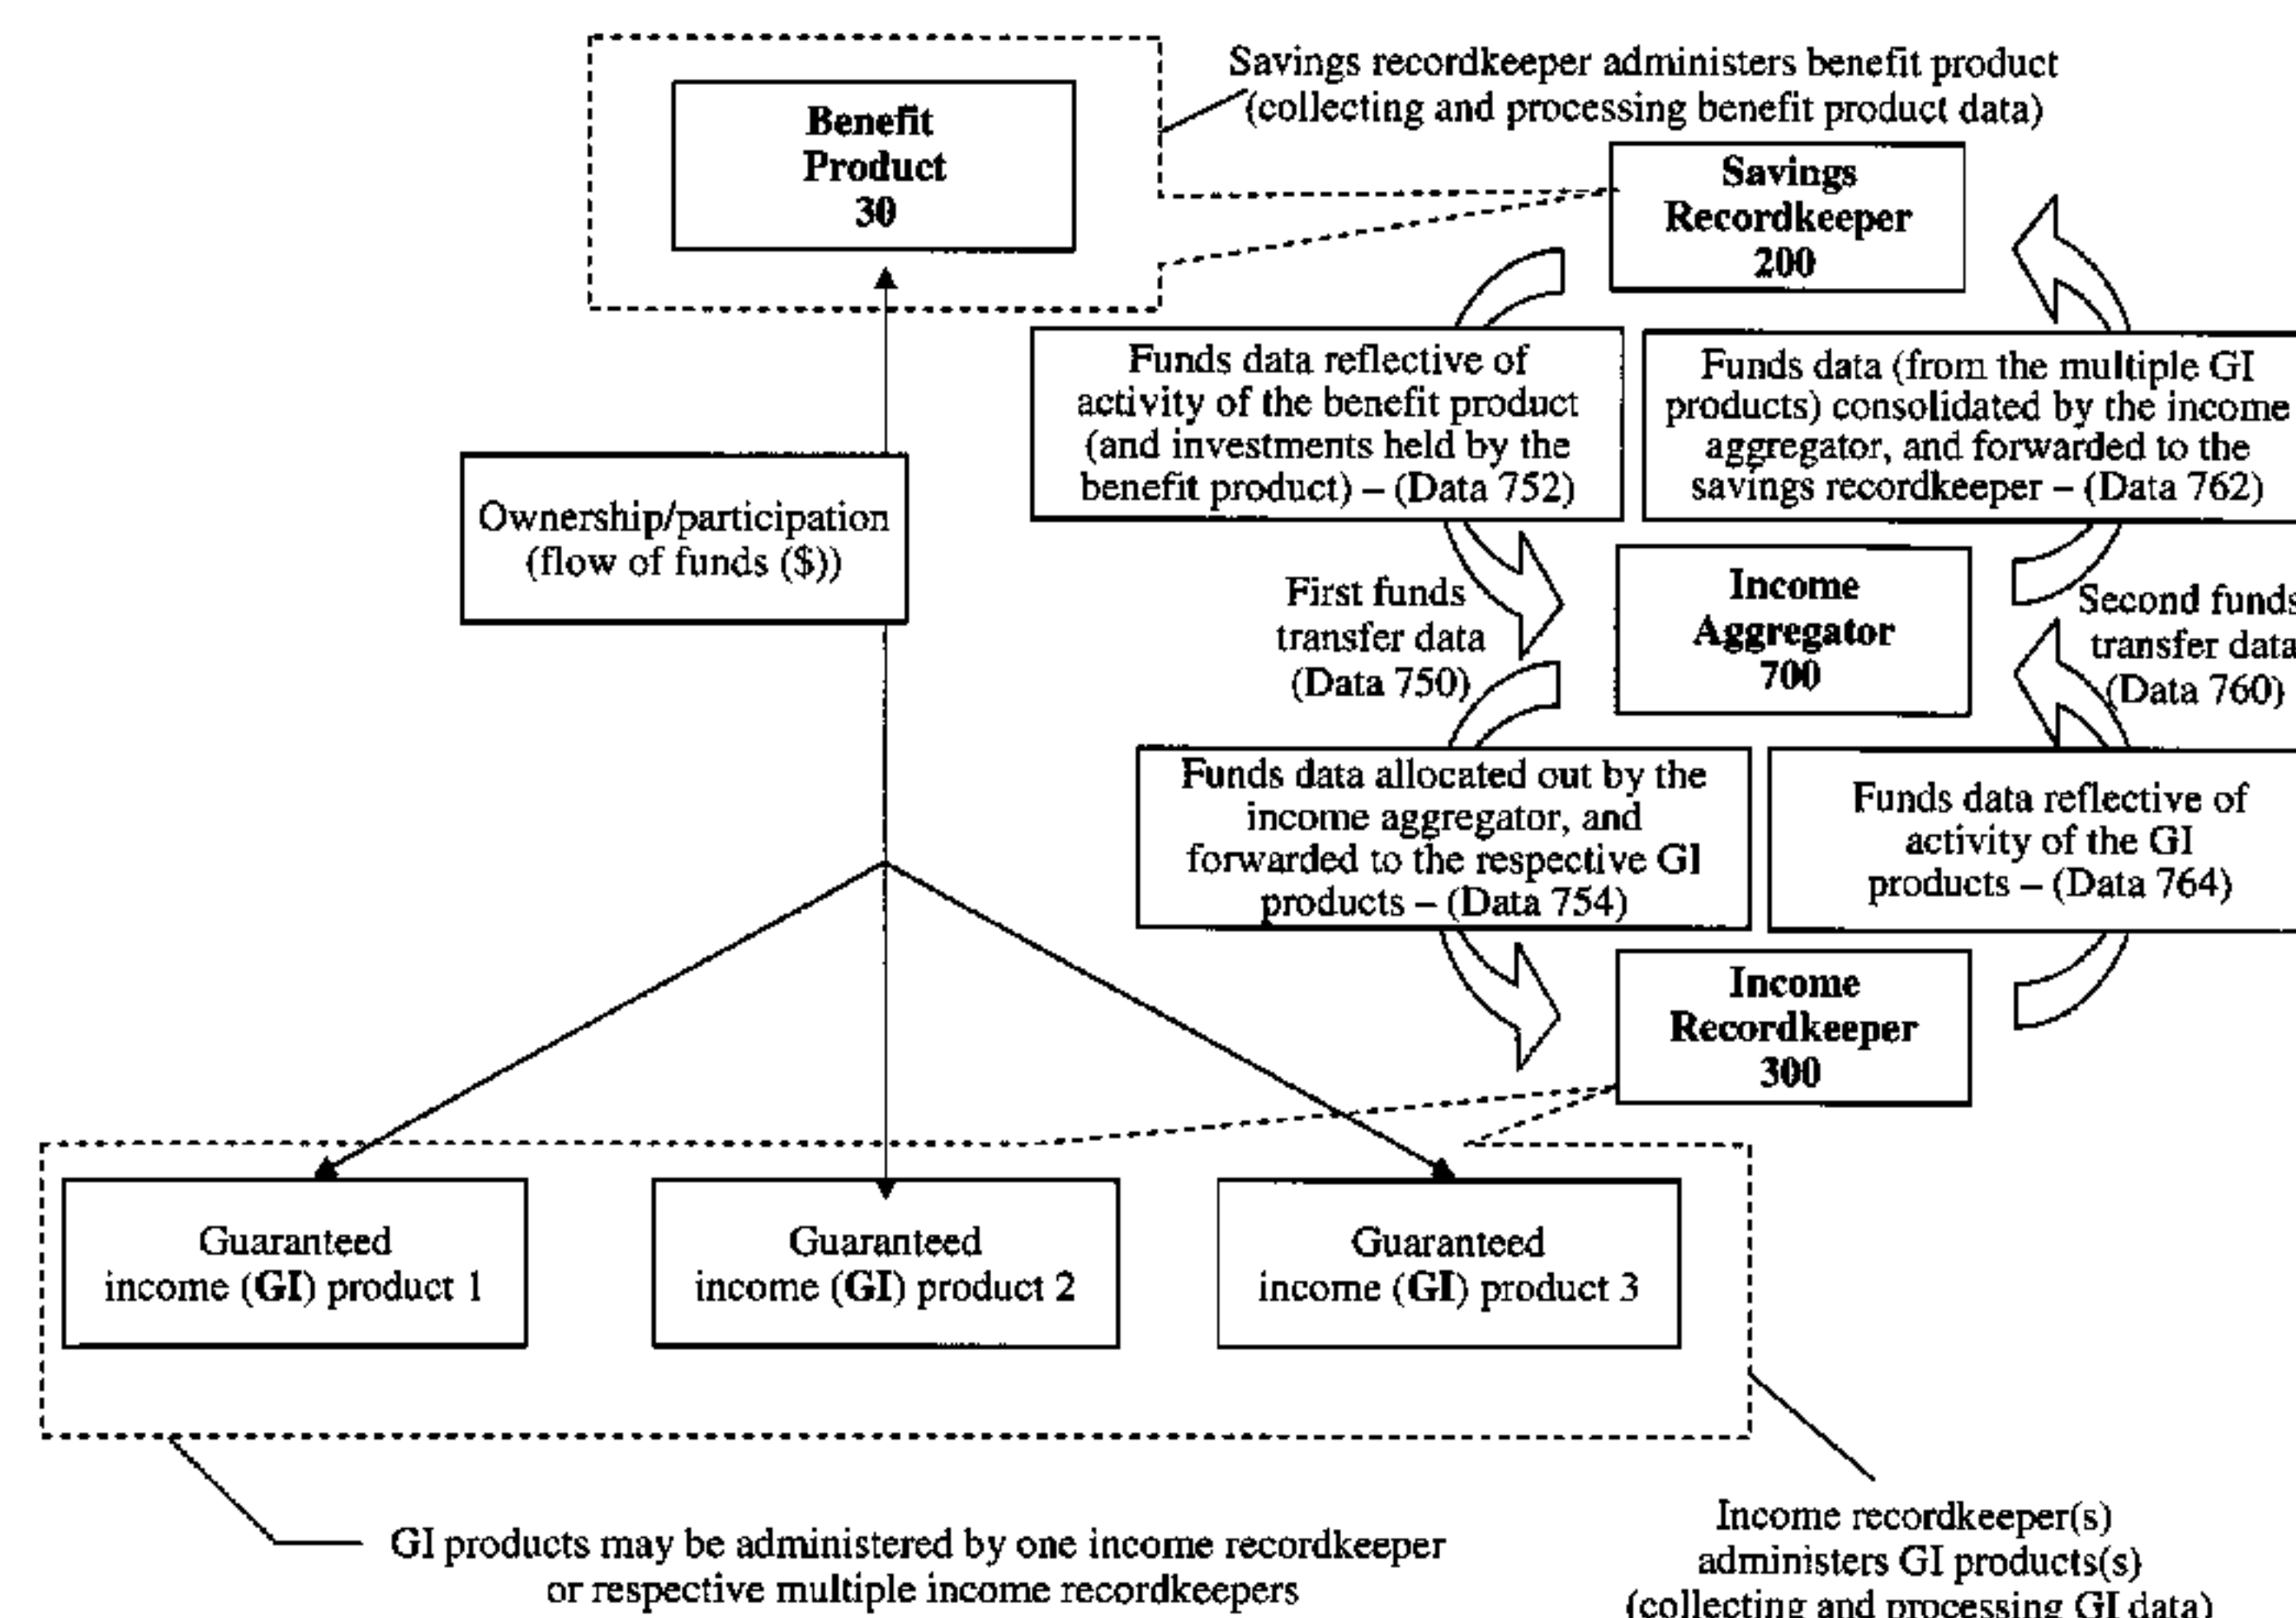 Savings recordkeeper administers benefit product
(collecting and processing benefit product data)
Benefit
Product
30
Savings
Recordkeeper
200
Funds data reflective of
activity of the benefit product
(and investments held by the
benefit product) – (Data 752)
Funds data (from the multiple GI
products) consolidated by the income
aggregator, and forwarded to the
savings recordkeeper – (Data 762)
Ownership/participation
(flow of funds ($))
First funds
transfer data
(Data 750)
Income
Aggregator
700
Second funds
transfer data
(Data 760)
Funds data allocated out by the
income aggregator, and
forwarded to the respective GI
products – (Data 754)
Funds data reflective of
activity of the GI
products – (Data 764)
Income
Recordkeeper
300
Guaranteed
income (GI) product 1
Guaranteed
income (GI) product 2
Guaranteed
income (GI) product 3
GI products may be administered by one income recordkeeper
or respective multiple income recordkeepers
Income recordkeeper(s)
administers GI products(s)
(collecting and processing GI data)